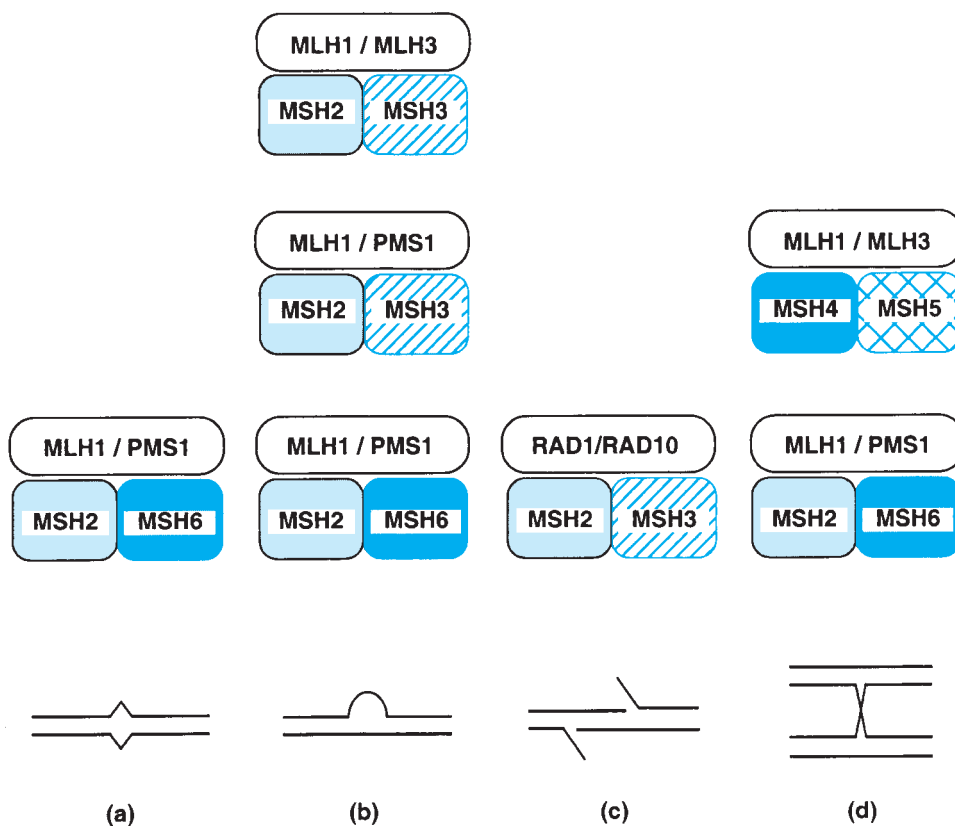 MLH1 / MLH3
MSH2 MSH3
MLH1 / PMS1 MLH1 / MLH3
MSH2 MSH3 MSH4 MSH5
MLH1 / PMS1 MLH1 / PMS1 RAD1/RAD10 MLH1 / PMS1
MSH2 MSH6 MSH2 MSH6 MSH2 MSH3 MSH2 MSH6
(a) (b) (c) (d)